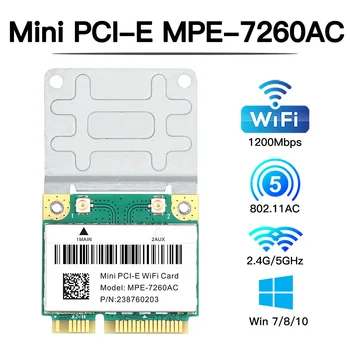 Mini PCI-E MPE-7260AC
WiFi
1200Mbps
5
802.11AC
2.4G/5GHz
Win 7/8/10
1MAIN
2AUX
Mini PCI-E WiFi Card
Model: MPE-7260AC
P/N:238760203